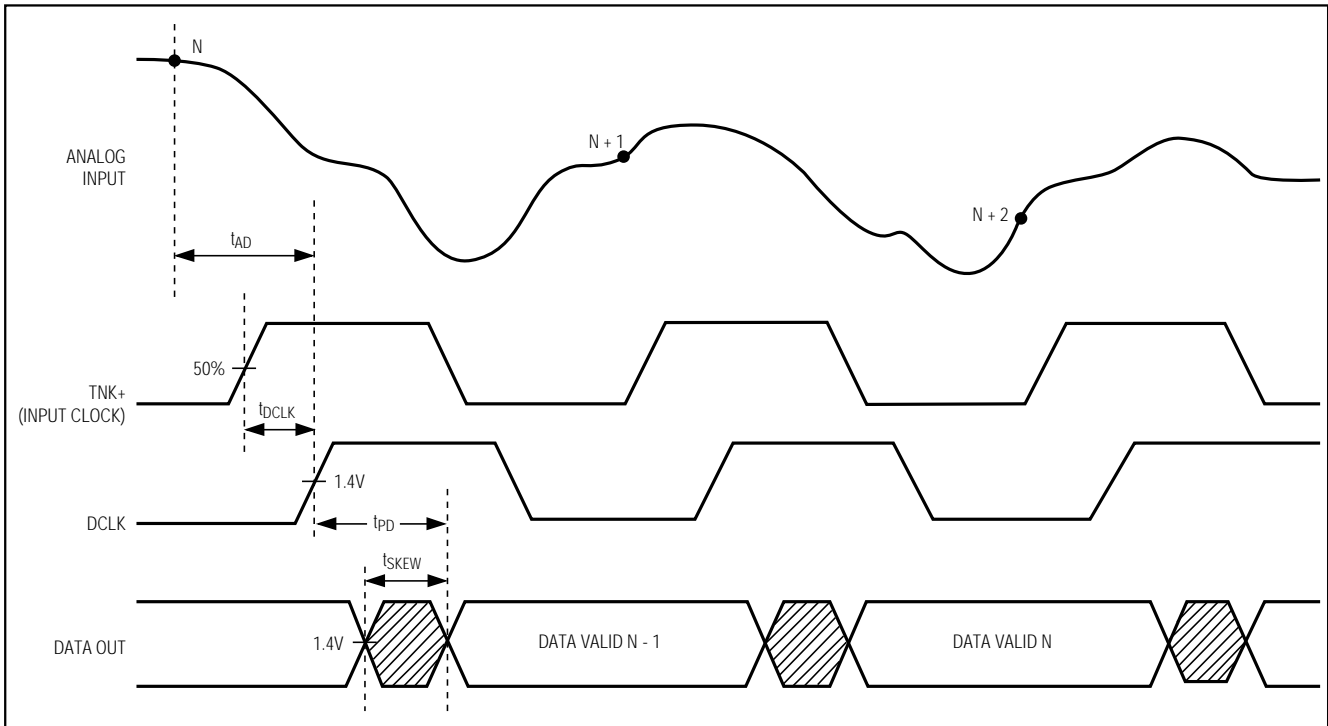 N
N + 1
ANALOG
INPUT
N + 2
tAD
50%
TNK+
(INPUT CLOCK)
tDCLK
1.4V
DCLK
tPD
tSKEW
1.4V
DATA OUT
DATA VALID N - 1
DATA VALID N